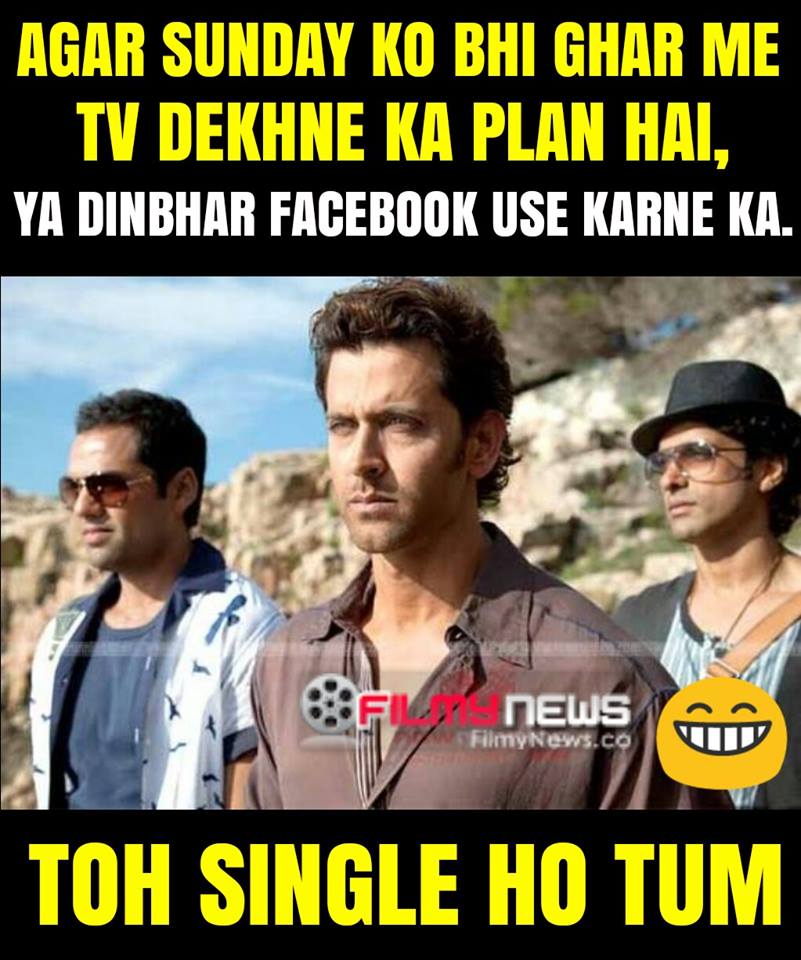 AGAR SUNDAY KO BHI GHAR ME
TV DEKHNE KA PLAN HAI,
YA DINBHAR FACEBOOK USE KARNE KA.
FILMY NEWS
FilmyNews.co
TOH SINGLE HO TUM